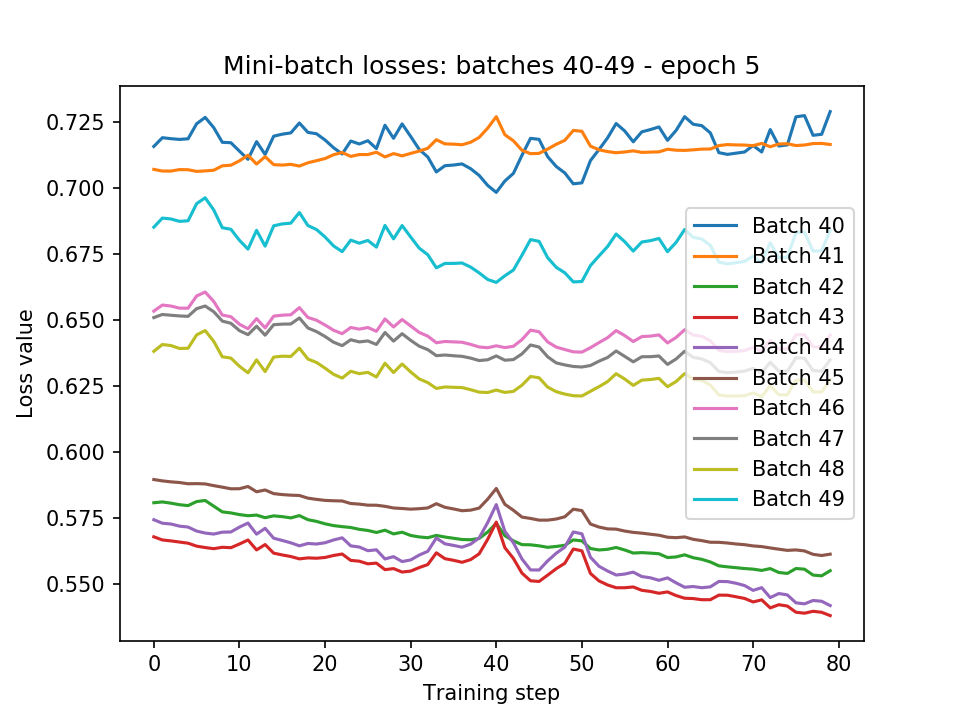 Mini-batch losses: batches 40-49 - epoch 5
0.725
0.700
0.675
0.650
0.625
0.600
0.575
0.550
Loss value
Batch 40
Batch 41
Batch 42
Batch 43
Batch 44
Batch 45
Batch 46
Batch 47
Batch 48
Batch 49
0 10 20 30 40 50 60 70 80
Training step